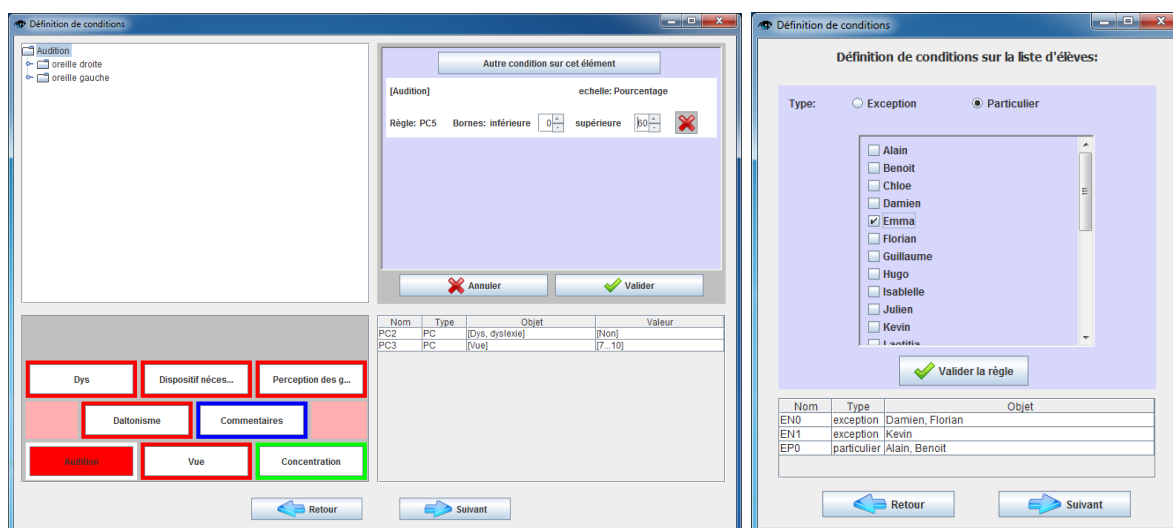 Définition de conditions
Audition
oreille droite
oreille gauche
Autre condition sur cet élément
[Audition] echelle: Pourcentage
Règle: PC5 Bornes: inférieure 0 supérieure 60
Annuler Valider
Dys Dispositif néces... Perception des g...
Daltonisme Commentaires
Audition Vue Concentration
Nom Type Objet Valeur
PC2 PC [Dys, dyslexie] [Non]
PC3 PC [Vue] [7...10]
Retour Suivant
Définition de conditions
Définition de conditions sur la liste d'élèves:
Type: Exception Particulier
Alain
Benoit
Chloe
Damien
Emma
Florian
Guillaume
Hugo
Isablelle
Julien
Kevin
Laetitia
Valider la règle
Nom Type Objet
EN0 exception Damien, Florian
EN1 exception Kevin
EP0 particulier Alain, Benoit
Retour Suivant